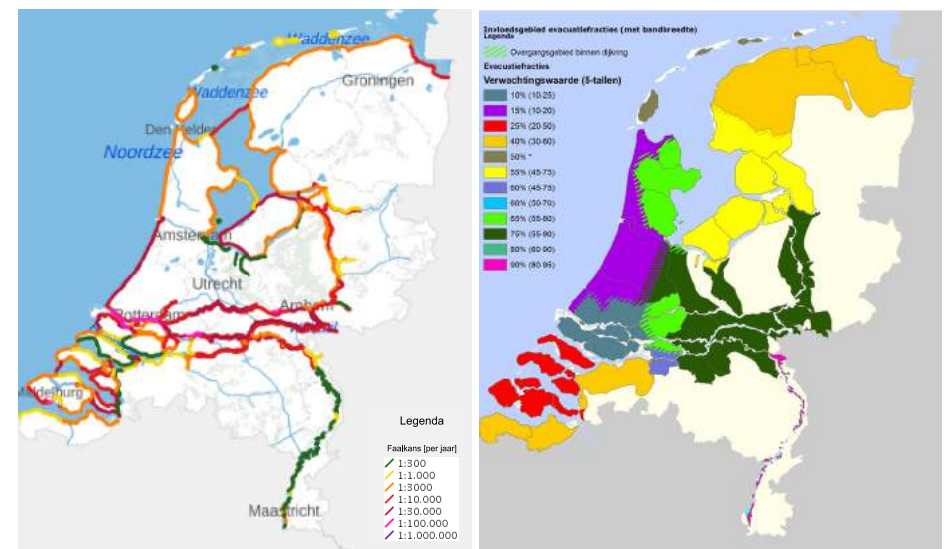 Waddenzee
Groningen
Waddenzee
Den Helder
Noordzee
Amsterdam
Utrecht
Arnhem
Rotterdam
Middelburg
Maastricht
Legenda
Faalkans [per jaar]
1:300
1:1.000
1:3000
1:10.000
1:30.000
1:100.000
1:1.000.000
Invloedsgebied evacuatiefracties (met bandbreedte)
Legenda
Overgangsgebied binnen dijkring
Evacuatiefracties
Verwachtingswaarde (5-tallen)
10% (10-25)
15% (10-20)
25% (20-50)
40% (30-60)
50% *
55% (45-75)
60% (45-75)
60% (50-70)
65% (55-80)
75% (55-90)
80% (60-90)
90% (80-95)